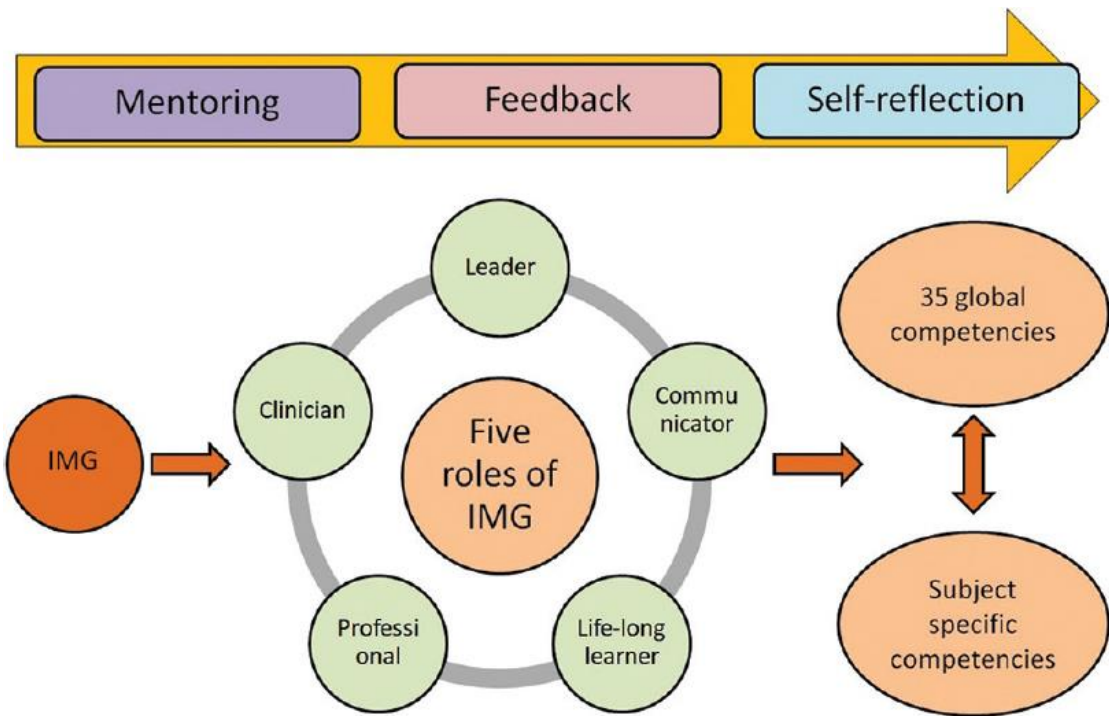 Mentoring
Feedback
Self-reflection
Leader
35 global
competencies
Clinician
Commu
nicator
IMG
Five
roles of
IMG
Professi
onal
Life-long
learner
Subject
specific
competencies